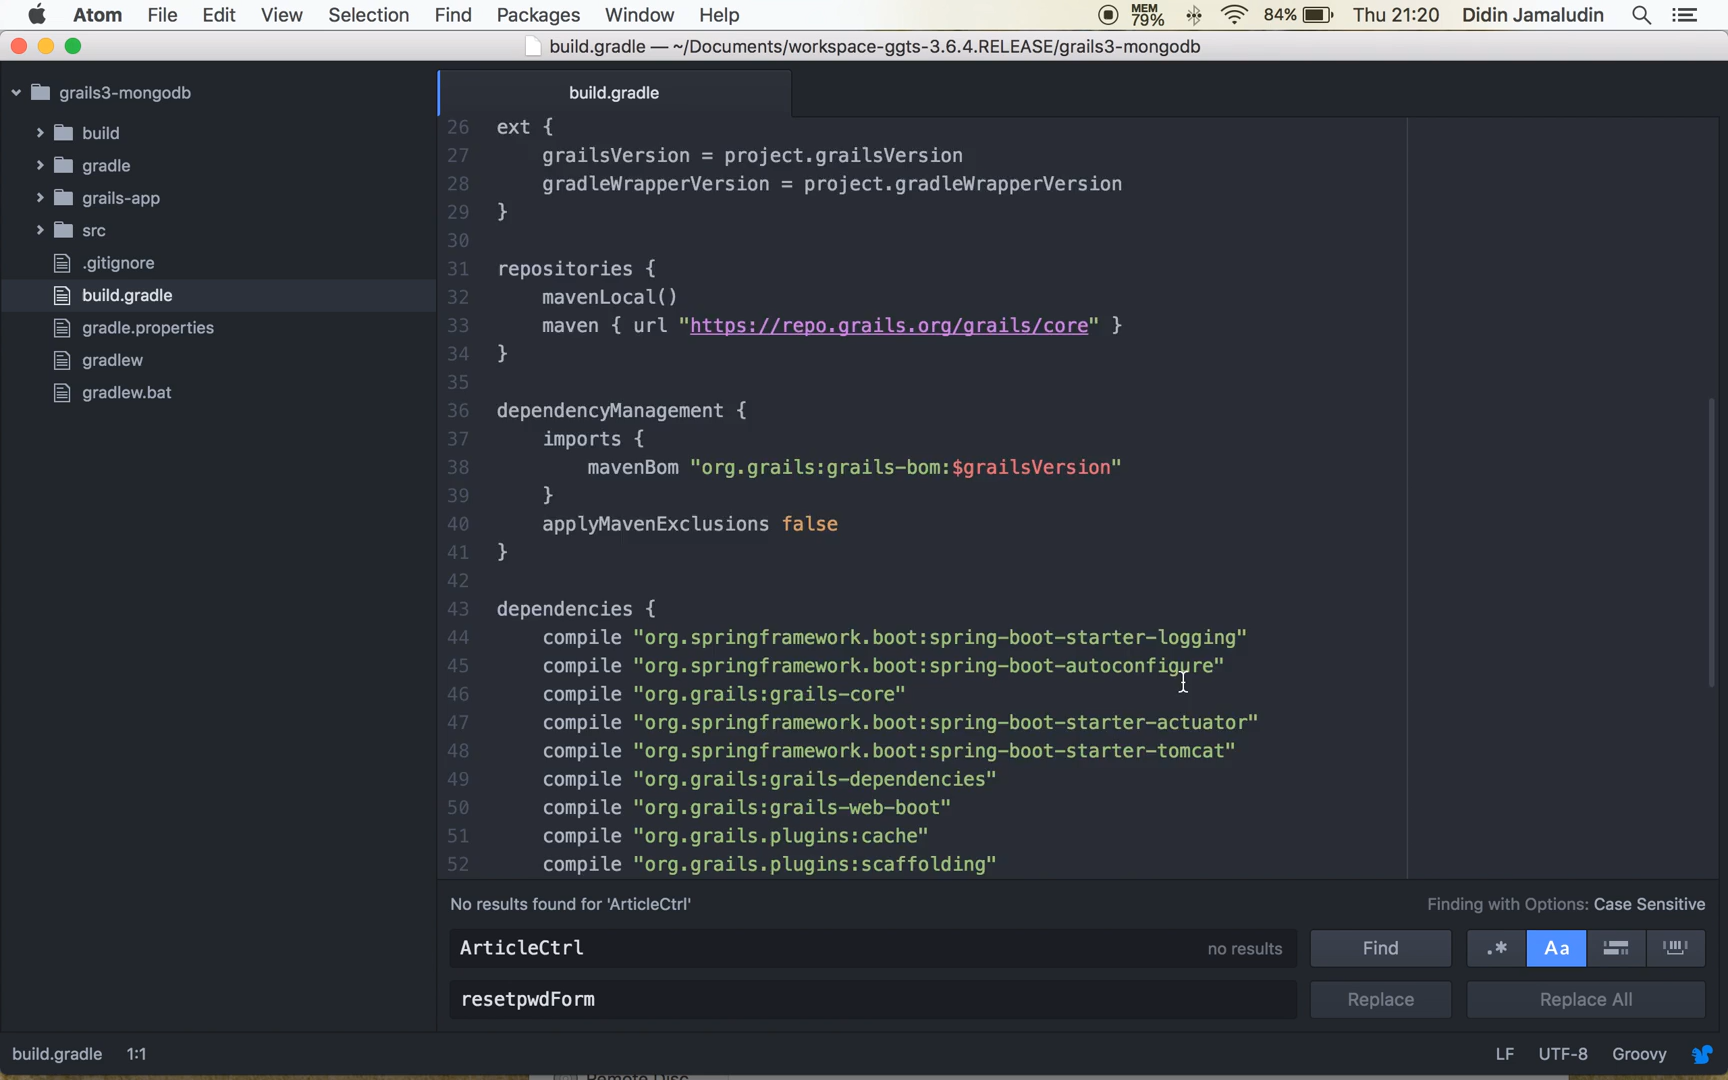 Atom File Edit View Selection Find Packages Window Help MEM 79% 84% Thu 21:20 Didin Jamaludin
build.gradle — ~/Documents/workspace-ggts-3.6.4.RELEASE/grails3-mongodb
grails3-mongodb
build
gradle
grails-app
src
.gitignore
build.gradle
gradle.properties
gradlew
gradlew.bat
build.gradle
26 ext {
27 grailsVersion = project.grailsVersion
28 gradleWrapperVersion = project.gradleWrapperVersion
29 }
30
31 repositories {
32 mavenLocal()
33 maven { url "https://repo.grails.org/grails/core" }
34 }
35
36 dependencyManagement {
37 imports {
38 mavenBom "org.grails:grails-bom:$grailsVersion"
39 }
40 applyMavenExclusions false
41 }
42
43 dependencies {
44 compile "org.springframework.boot:spring-boot-starter-logging"
45 compile "org.springframework.boot:spring-boot-autoconfigure"
46 compile "org.grails:grails-core"
47 compile "org.springframework.boot:spring-boot-starter-actuator"
48 compile "org.springframework.boot:spring-boot-starter-tomcat"
49 compile "org.grails:grails-dependencies"
50 compile "org.grails:grails-web-boot"
51 compile "org.grails.plugins:cache"
52 compile "org.grails.plugins:scaffolding"
No results found for 'ArticleCtrl' Finding with Options: Case Sensitive
ArticleCtrl no results Find .* Aa
resetpwdForm Replace Replace All
build.gradle 1:1 LF UTF-8 Groovy